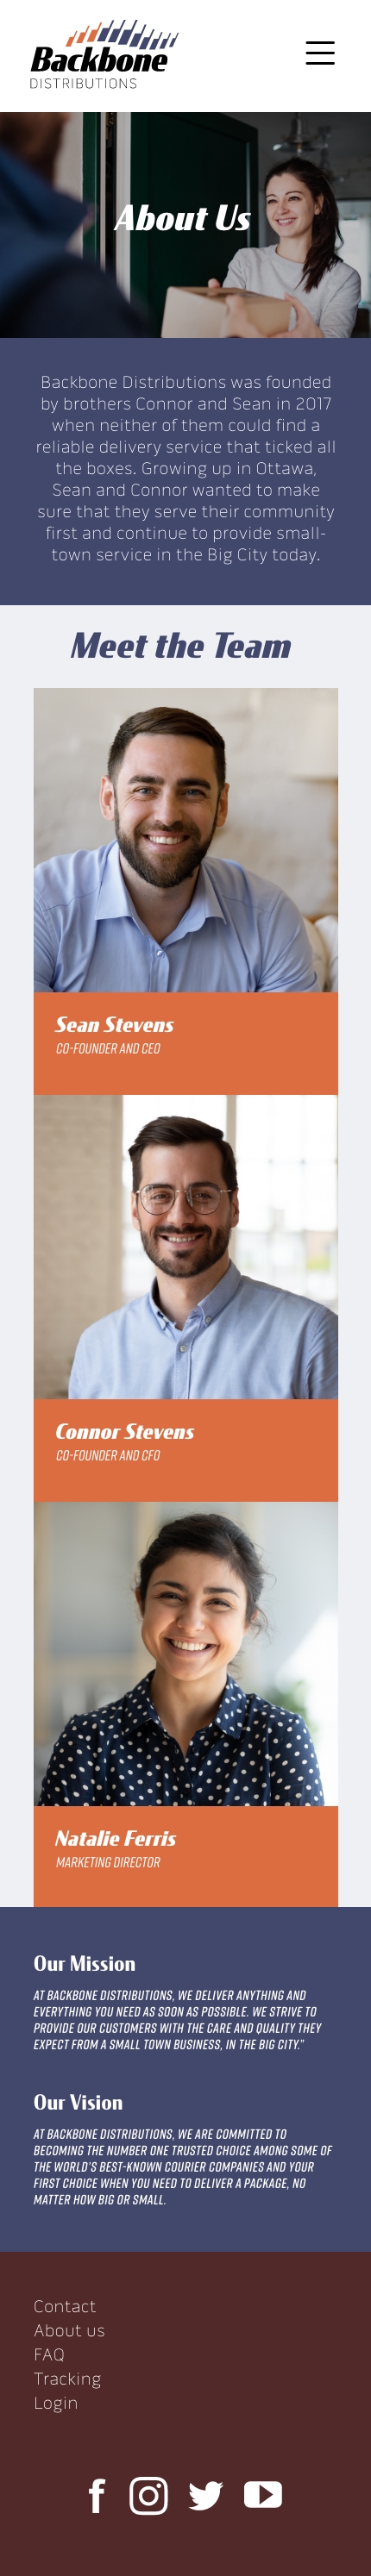 Backbone
DISTRIBUTIONS
About Us
Backbone Distributions was founded
by brothers Connor and Sean in 2017
when neither of them could find a
reliable delivery service that ticked all
the boxes. Growing up in Ottawa,
Sean and Connor wanted to make
sure that they serve their community
first and continue to provide small-
town service in the Big City today.
Meet the Team
Sean Stevens
CO-FOUNDER AND CEO
Connor Stevens
CO-FOUNDER AND CFO
Natalie Ferris
MARKETING DIRECTOR
Our Mission
AT BACKBONE DISTRIBUTIONS, WE DELIVER ANYTHING AND
EVERYTHING YOU NEED AS SOON AS POSSIBLE. WE STRIVE TO
PROVIDE OUR CUSTOMERS WITH THE CARE AND QUALITY THEY
EXPECT FROM A SMALL TOWN BUSINESS, IN THE BIG CITY."
Our Vision
AT BACKBONE DISTRIBUTIONS, WE ARE COMMITTED TO
BECOMING THE NUMBER ONE TRUSTED CHOICE AMONG SOME OF
THE WORLD'S BEST-KNOWN COURIER COMPANIES AND YOUR
FIRST CHOICE WHEN YOU NEED TO DELIVER A PACKAGE, NO
MATTER HOW BIG OR SMALL.
Contact
About us
FAQ
Tracking
Login